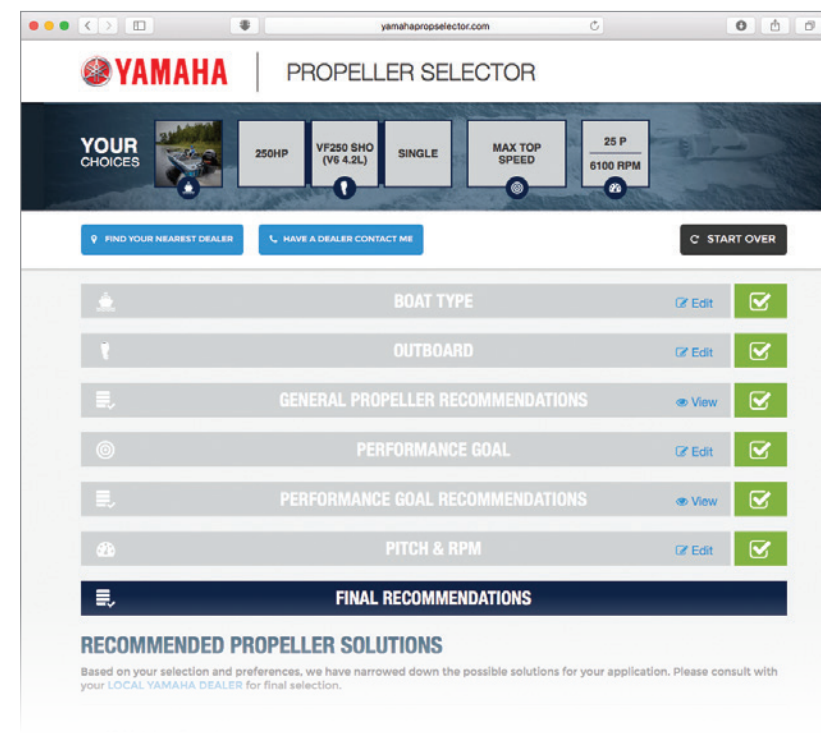 yamahapropselector.com
YAMAHA PROPELLER SELECTOR
YOUR
CHOICES
250HP
VF250 SHO
(V6 4.2L)
SINGLE
MAX TOP
SPEED
25 P
6100 RPM
FIND YOUR NEAREST DEALER
HAVE A DEALER CONTACT ME
START OVER
BOAT TYPE Edit
OUTBOARD Edit
GENERAL PROPELLER RECOMMENDATIONS View
PERFORMANCE GOAL Edit
PERFORMANCE GOAL RECOMMENDATIONS View
PITCH & RPM Edit
FINAL RECOMMENDATIONS
RECOMMENDED PROPELLER SOLUTIONS
Based on your selection and preferences, we have narrowed down the possible solutions for your application. Please consult with
your LOCAL YAMAHA DEALER for final selection.